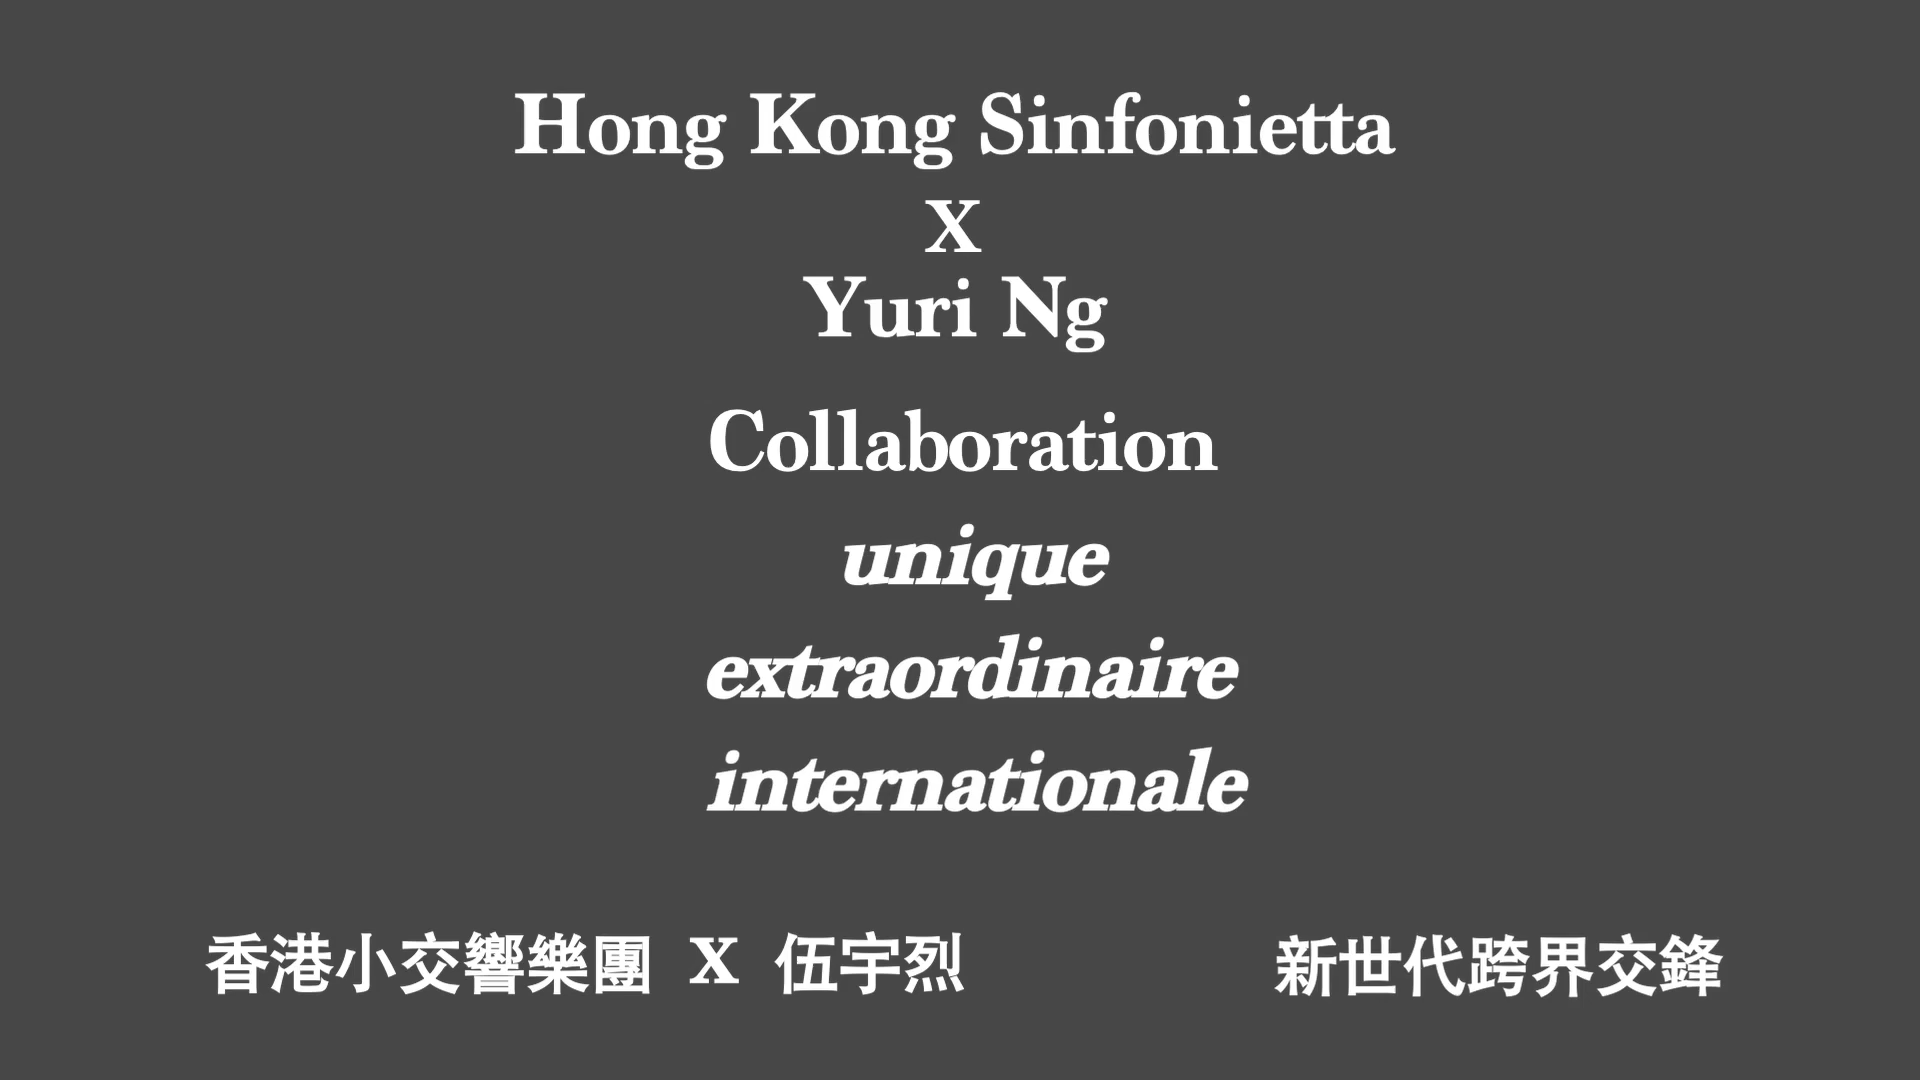 Hong Kong Sinfonietta
X
Yuri Ng
Collaboration
unique
extraordinaire
internationale
香港小交響樂團 X 伍宇烈
新世代跨界交鋒